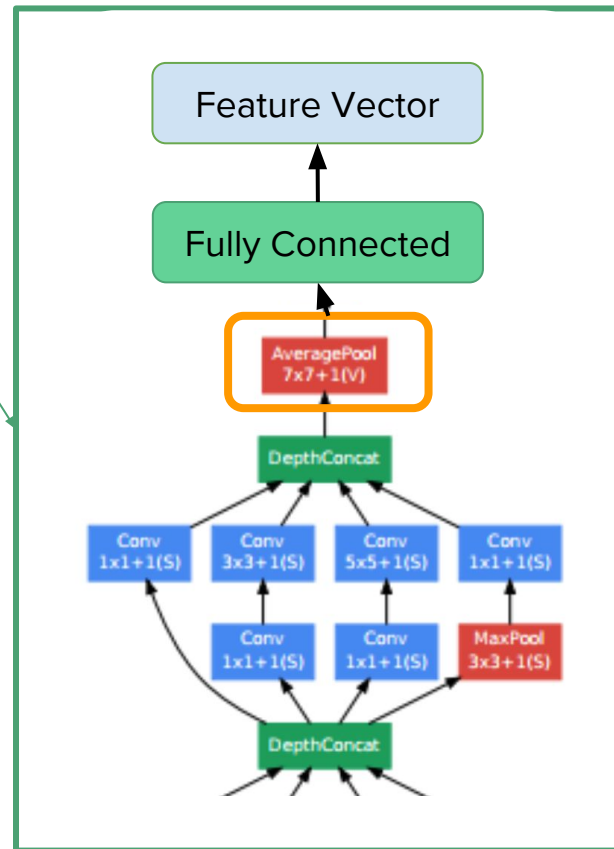 Feature Vector
Fully Connected
AveragePool
7x7+1(V)
DepthConcat
Conv
1x1+1(S)
Conv
3x3+1(S)
Conv
5x5+1(S)
Conv
1x1+1(S)
Conv
1x1+1(S)
Conv
1x1+1(S)
MaxPool
3x3+1(S)
DepthConcat